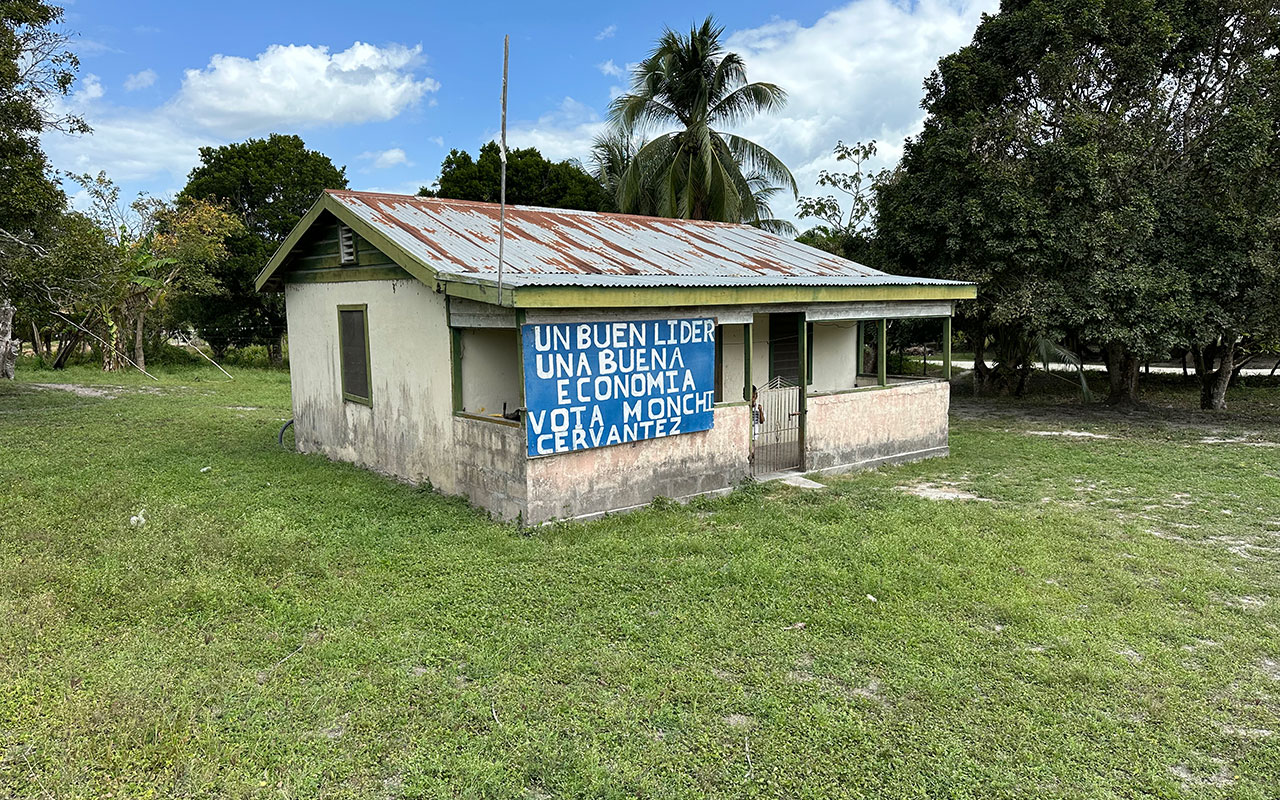 UN BUEN LIDER
UNA BUENA
ECONOMIA
VOTA MONCHI
CERVANTEZ